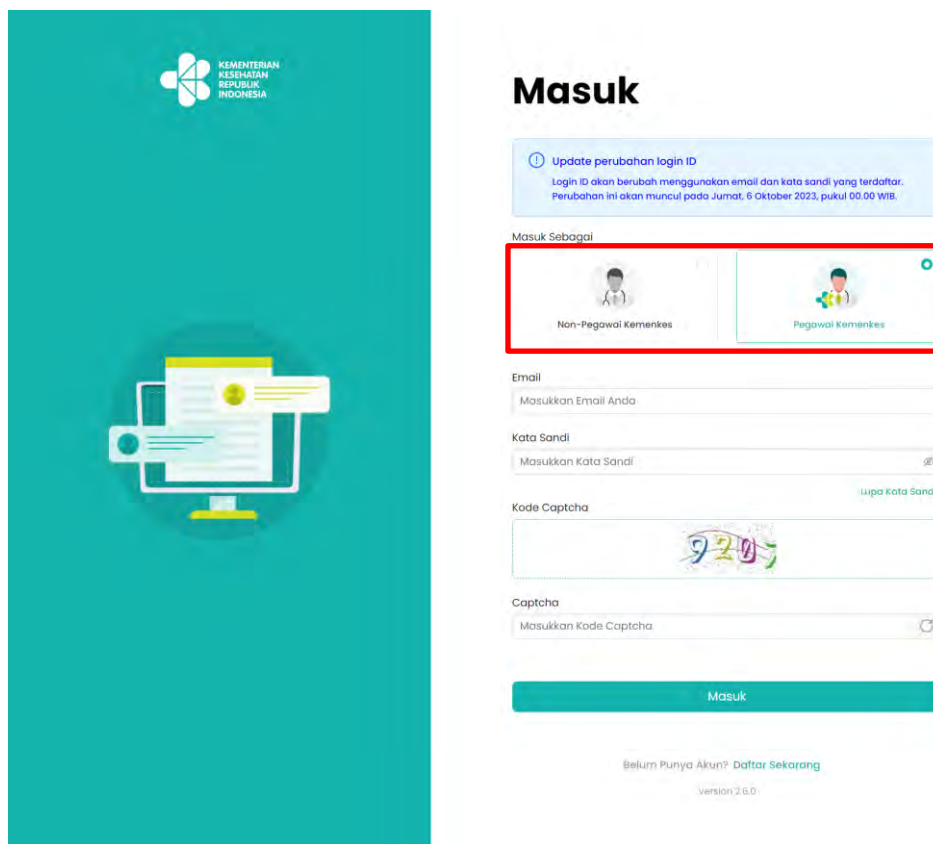 KEMENTERIAN
KESEHATAN
REPUBLIK
INDONESIA
Masuk
Update perubahan login ID
Login ID akan berubah menggunakan email dan kata sandi yang terdaftar.
Perubahan ini akan muncul pada Jumat, 6 Oktober 2023, pukul 00.00 WIB.
Masuk Sebagai
Non-Pegawai Kemenkes
Pegawai Kemenkes
Email
Masukkan Email Anda
Kata Sandi
Masukkan Kata Sandi
Lupa Kata Sand
Kode Captcha
Captcha
Masukkan Kode Captcha
Masuk
Belum Punya Akun? Daftar Sekarang
version 2.6.0